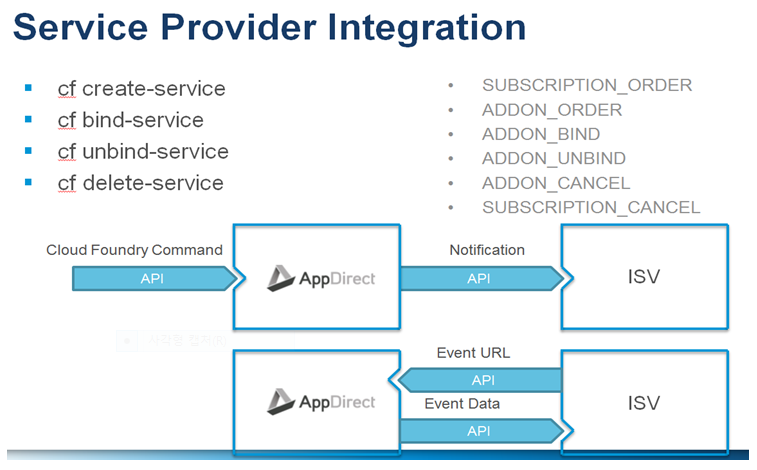 Service Provider Integration
cf create-service
cf bind-service
cf unbind-service
cf delete-service
SUBSCRIPTION_ORDER
ADDON_ORDER
ADDON_BIND
ADDON_UNBIND
ADDON_CANCEL
SUBSCRIPTION_CANCEL
Cloud Foundry Command
API
AppDirect
Notification
API
ISV
AppDirect
Event URL
API
Event Data
API
ISV